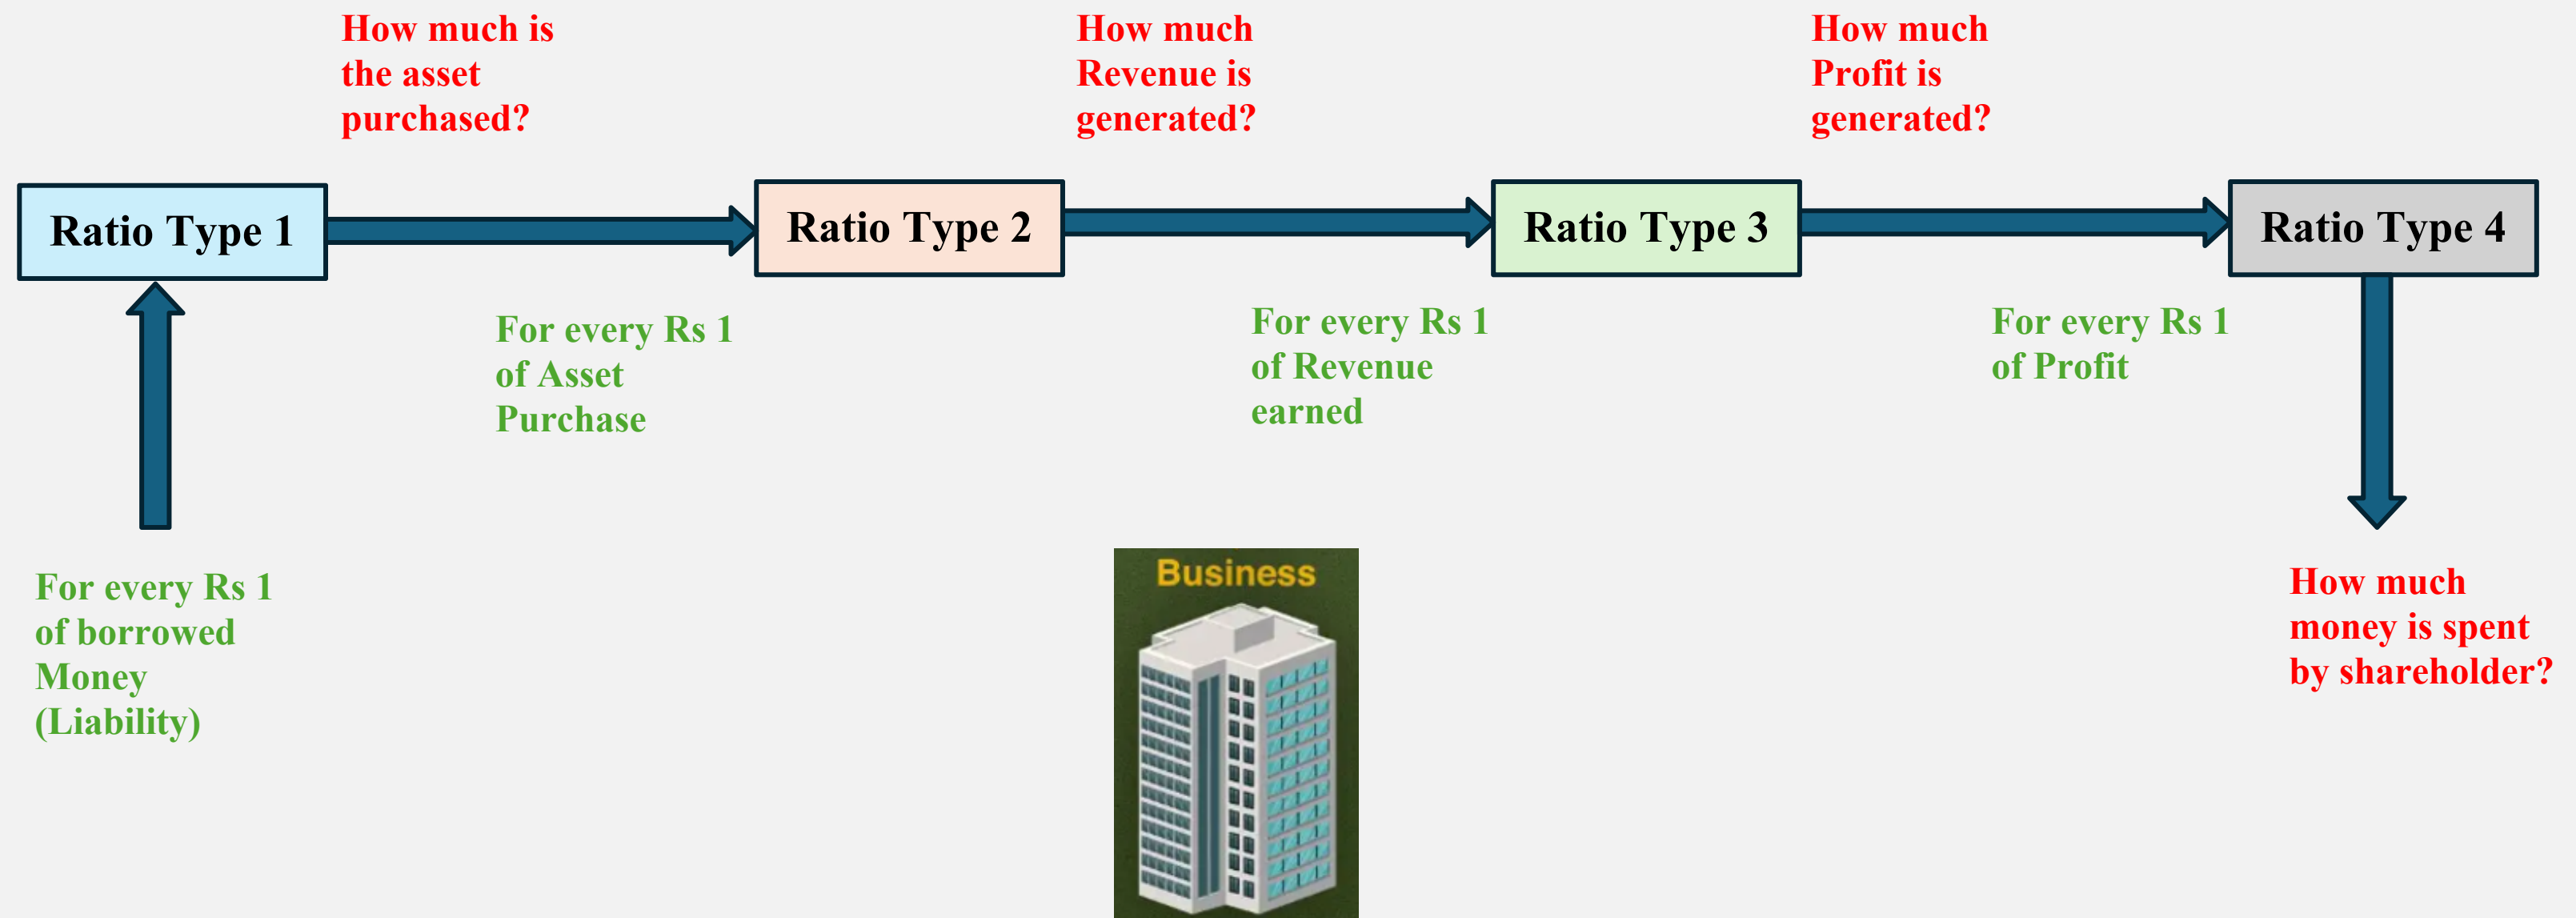 How much is
the asset
purchased?
How much
Revenue is
generated?
How much
Profit is
generated?
Ratio Type 1
Ratio Type 2
Ratio Type 3
Ratio Type 4
For every Rs 1
of Asset
Purchase
For every Rs 1
of Revenue
earned
For every Rs 1
of Profit
For every Rs 1
of borrowed
Money
(Liability)
Business
How much
money is spent
by shareholder?